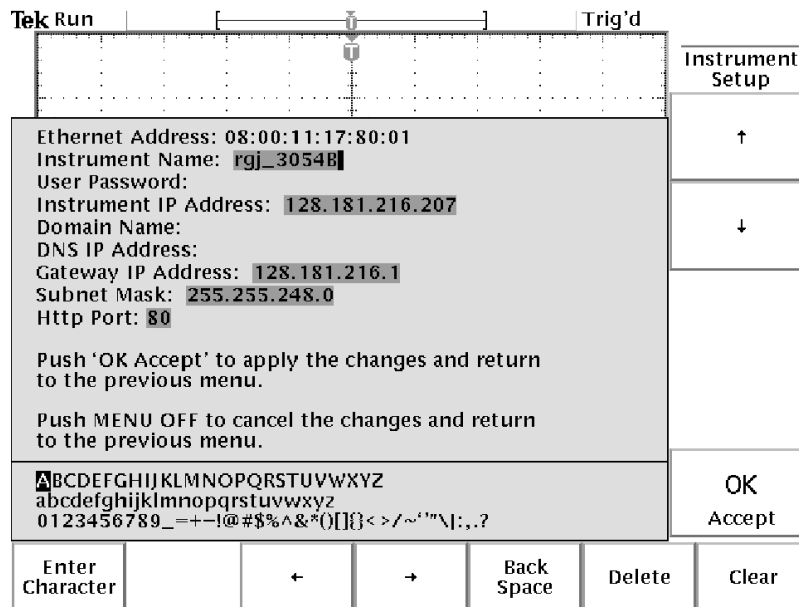 Tek Run Trig'd
T
T
Instrument
Setup
↑
↓
Ethernet Address: 08:00:11:17:80:01
Instrument Name: rgj_3054B
User Password:
Instrument IP Address: 128.181.216.207
Domain Name:
DNS IP Address:
Gateway IP Address: 128.181.216.1
Subnet Mask: 255.255.248.0
Http Port: 80
Push ‘OK Accept’ to apply the changes and return
to the previous menu.
Push MENU OFF to cancel the changes and return
to the previous menu.
ABCDEFGHIJKLMNOPQRSTUVWXYZ
abcdefghijklmnopqrstuvwxyz
0123456789_=+−!@#$%^&*()[]{}<>/~‘’"\|:,.?
OK
Accept
Enter
Character
←
→
Back
Space
Delete
Clear